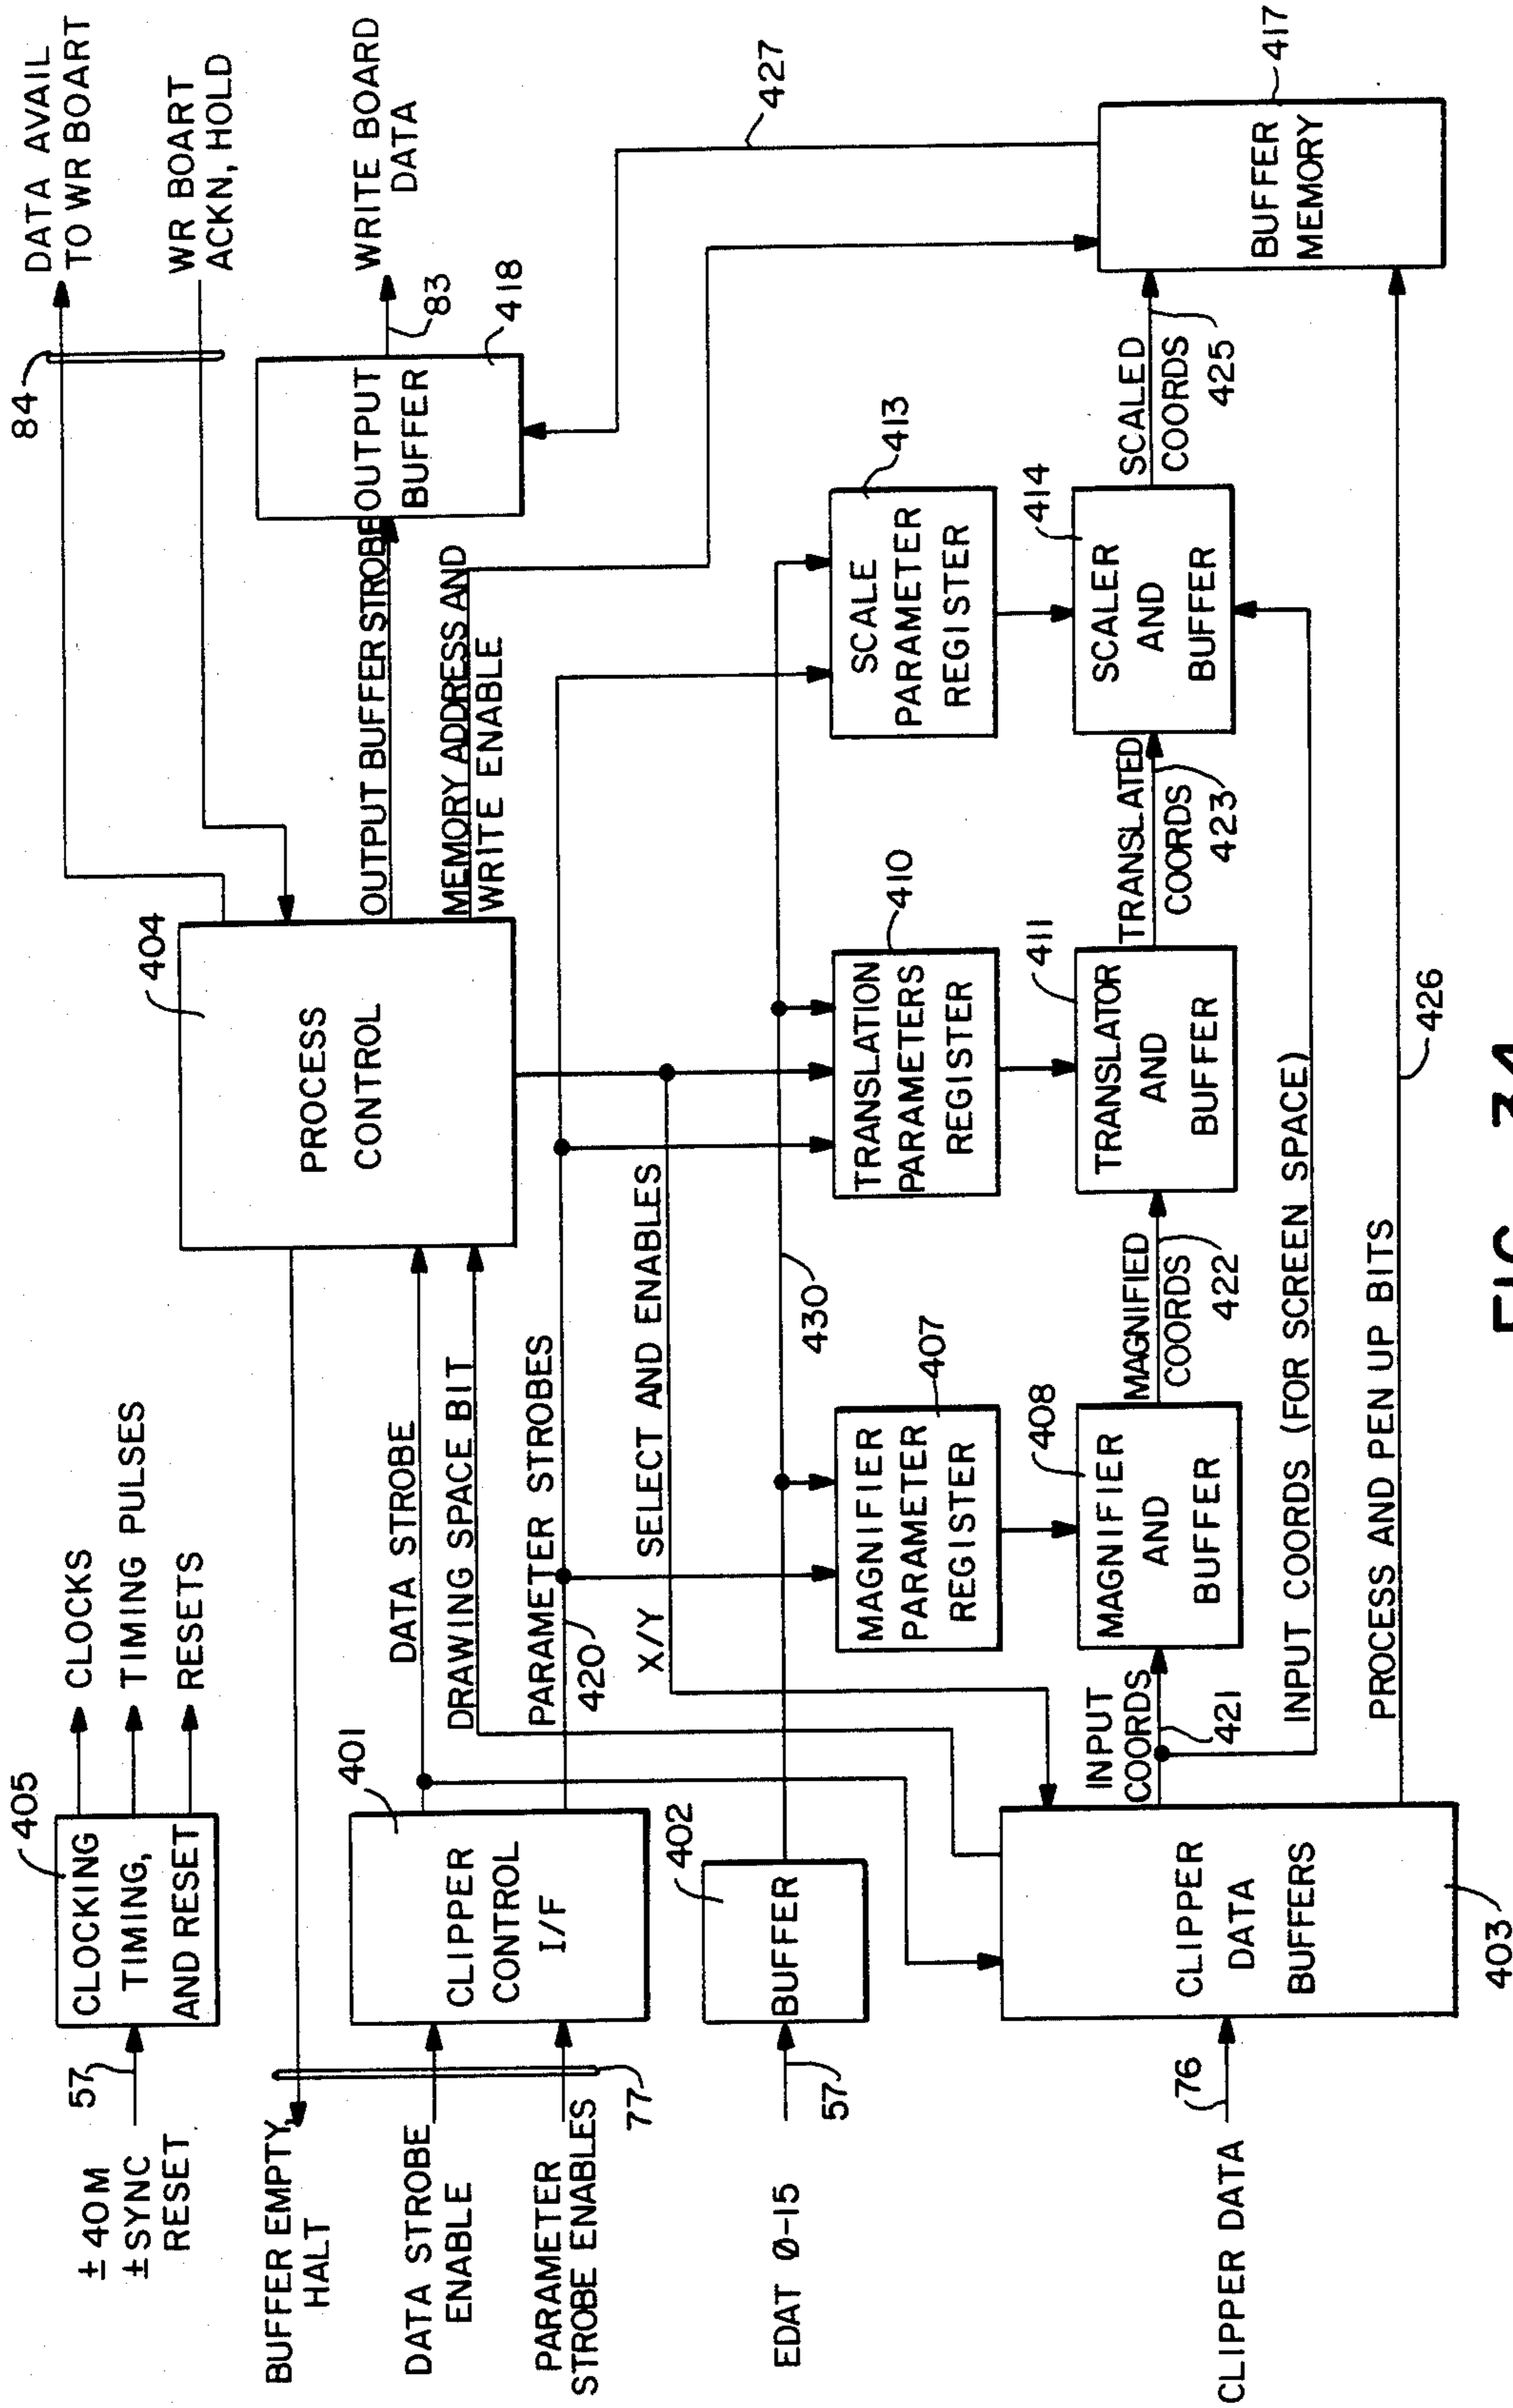 ± 40M
± SYNC
RESET
57
405
CLOCKING
TIMING,
AND RESET
CLOCKS
TIMING PULSES
RESETS
84
DATA AVAIL
TO WR BOART
WR BOART
ACKN, HOLD
BUFFER EMPTY,
HALT
404
PROCESS
CONTROL
OUTPUT BUFFER STROBE
OUTPUT
BUFFER
418
83
WRITE BOARD
DATA
MEMORY ADDRESS AND
WRITE ENABLE
427
DATA STROBE
ENABLE
PARAMETER
STROBE ENABLES
77
401
CLIPPER
CONTROL
I/F
DATA STROBE
DRAWING SPACE BIT
PARAMETER STROBES
420
X/Y SELECT AND ENABLES
EDAT 0-15
57
402
BUFFER
430
MAGNIFIER
PARAMETER
REGISTER
407
TRANSLATION
PARAMETERS
REGISTER
410
SCALE
PARAMETER
REGISTER
413
CLIPPER DATA
76
CLIPPER
DATA
BUFFERS
403
INPUT
COORDS
421
408
MAGNIFIER
AND
BUFFER
MAGNIFIED
COORDS
422
411
TRANSLATOR
AND
BUFFER
TRANSLATED
COORDS
423
414
SCALER
AND
BUFFER
SCALED
COORDS
425
BUFFER
MEMORY
417
INPUT COORDS (FOR SCREEN SPACE)
PROCESS AND PEN UP BITS
426